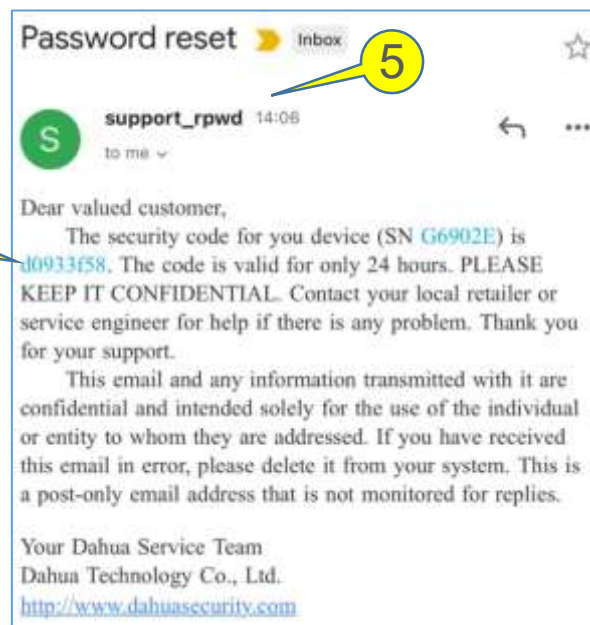 Password reset Inbox
5
support_rpwd 14:06
S
to me
Dear valued customer,
The security code for you device (SN G6902E) is
d0933f58. The code is valid for only 24 hours. PLEASE
KEEP IT CONFIDENTIAL. Contact your local retailer or
service engineer for help if there is any problem. Thank you
for your support.
This email and any information transmitted with it are
confidential and intended solely for the use of the individual
or entity to whom they are addressed. If you have received
this email in error, please delete it from your system. This is
a post-only email address that is not monitored for replies.
Your Dahua Service Team
Dahua Technology Co., Ltd.
http://www.dahuasecurity.com